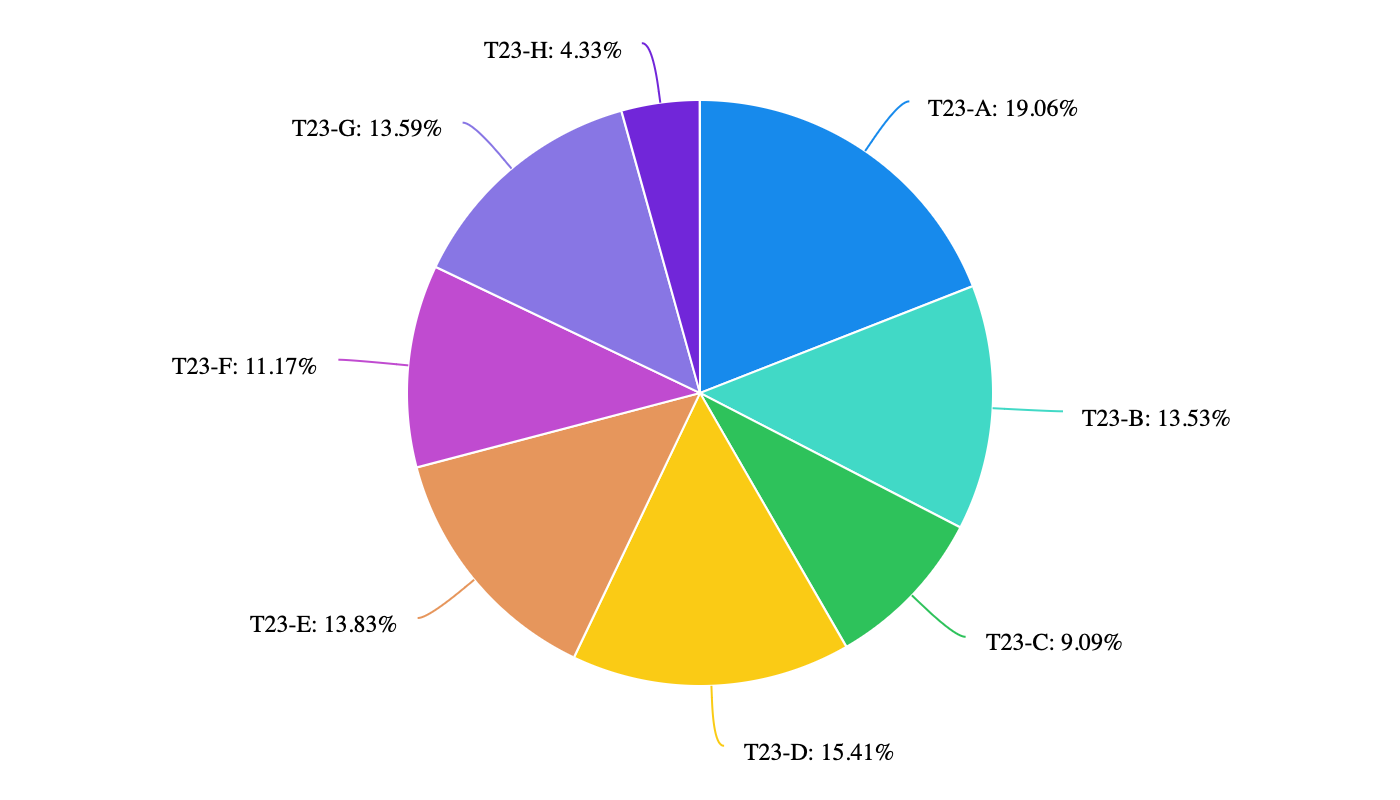 T23-H: 4.33%
T23-A: 19.06%
T23-G: 13.59%
T23-F: 11.17%
T23-B: 13.53%
T23-E: 13.83%
T23-C: 9.09%
T23-D: 15.41%